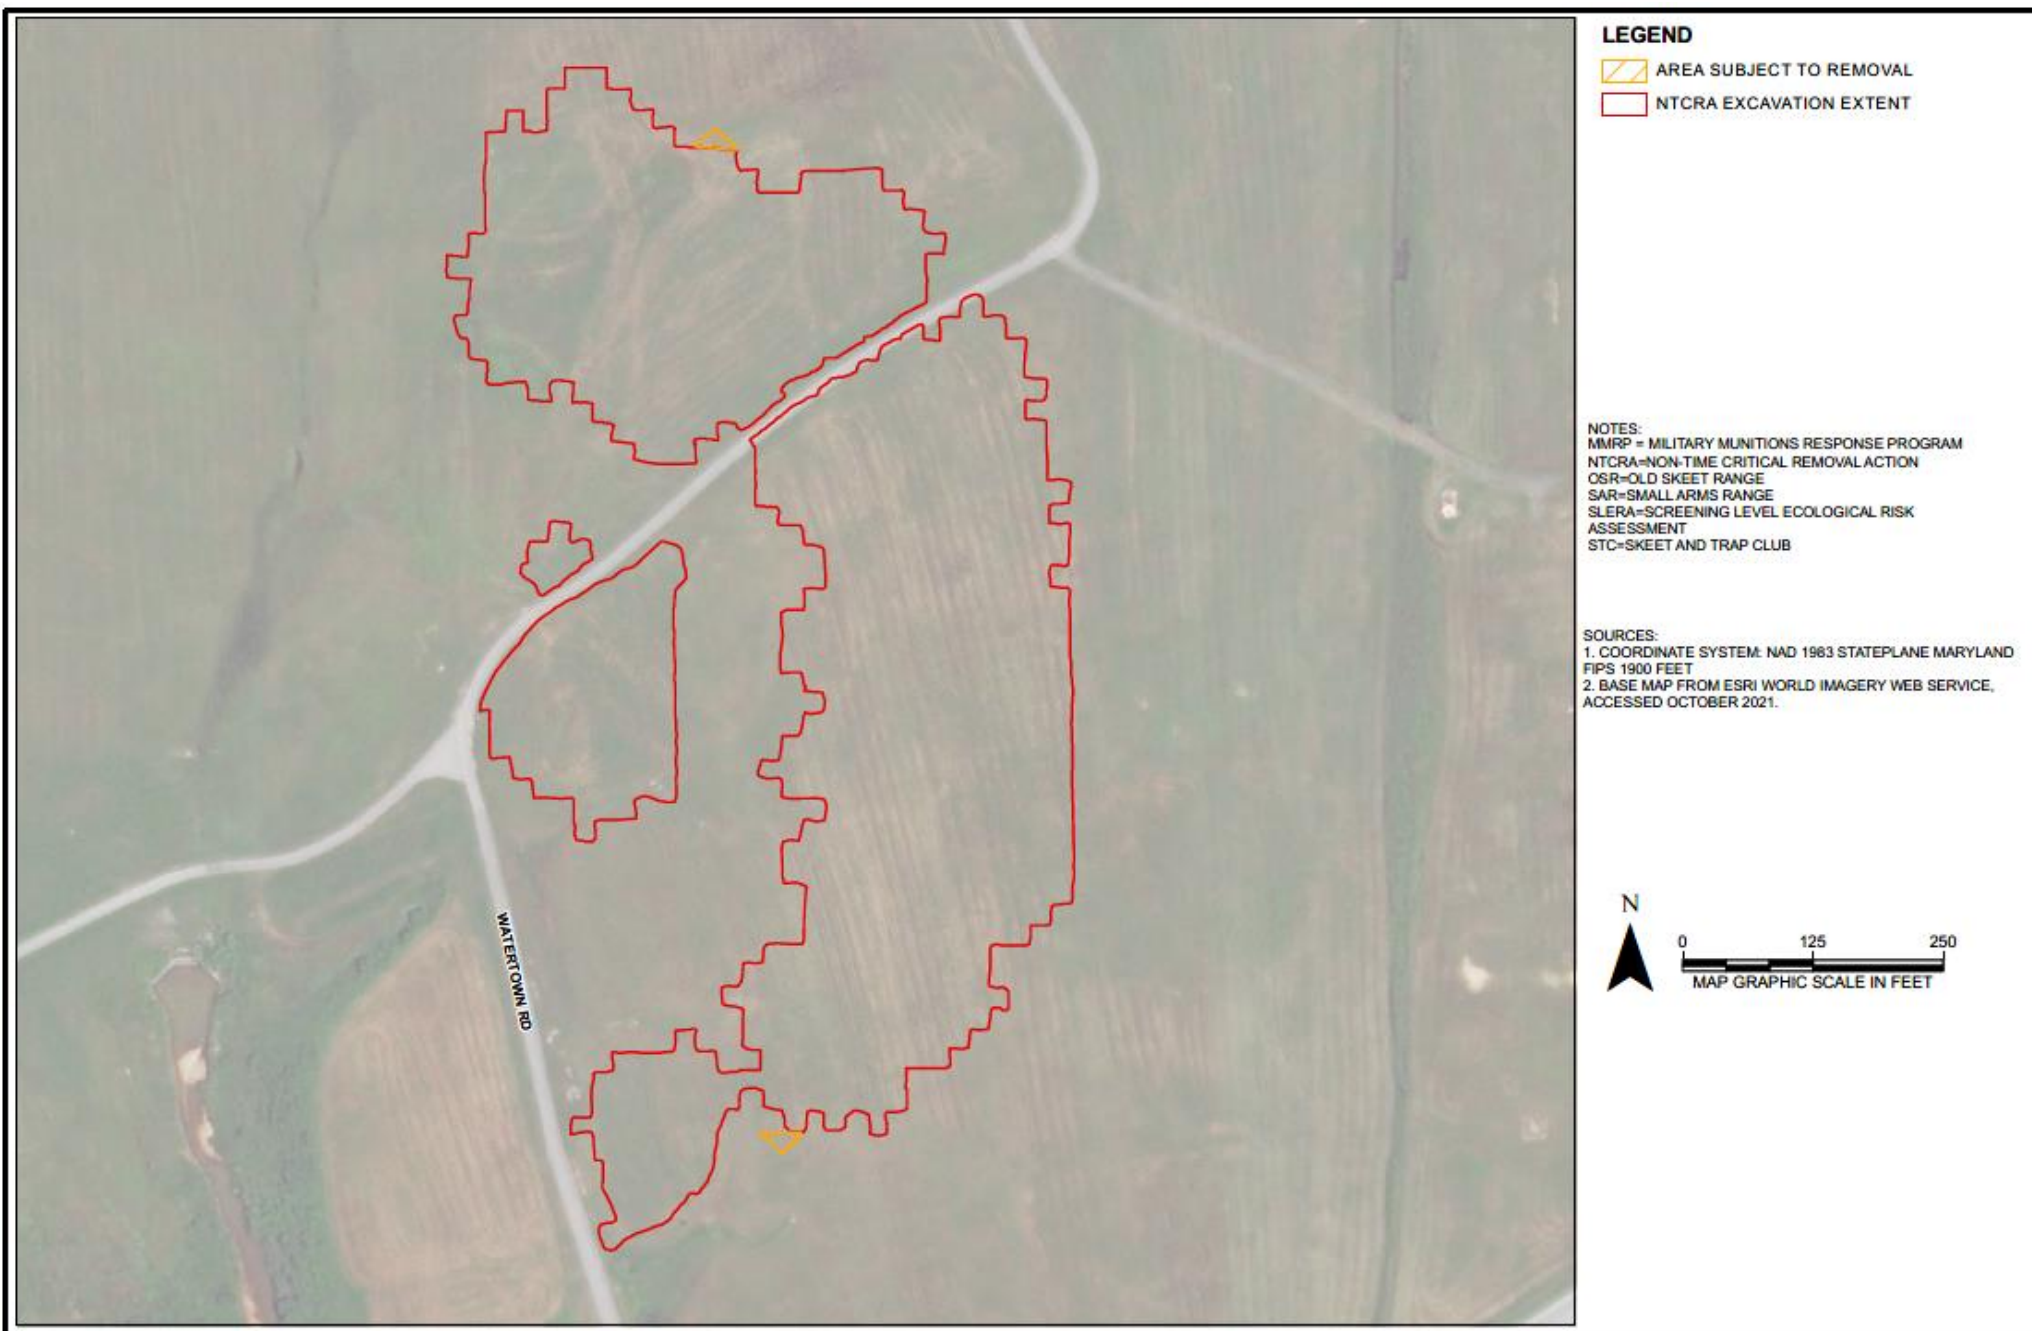 LEGEND
AREA SUBJECT TO REMOVAL
NTCRA EXCAVATION EXTENT
NOTES:
MMRP = MILITARY MUNITIONS RESPONSE PROGRAM
NTCRA=NON-TIME CRITICAL REMOVAL ACTION
OSR=OLD SKEET RANGE
SAR=SMALL ARMS RANGE
SLERA=SCREENING LEVEL ECOLOGICAL RISK
ASSESSMENT
STC=SKEET AND TRAP CLUB
SOURCES:
1. COORDINATE SYSTEM: NAD 1983 STATEPLANE MARYLAND
FIPS 1900 FEET
2. BASE MAP FROM ESRI WORLD IMAGERY WEB SERVICE,
ACCESSED OCTOBER 2021.
N
0 125 250
MAP GRAPHIC SCALE IN FEET
WATERTOWN RD